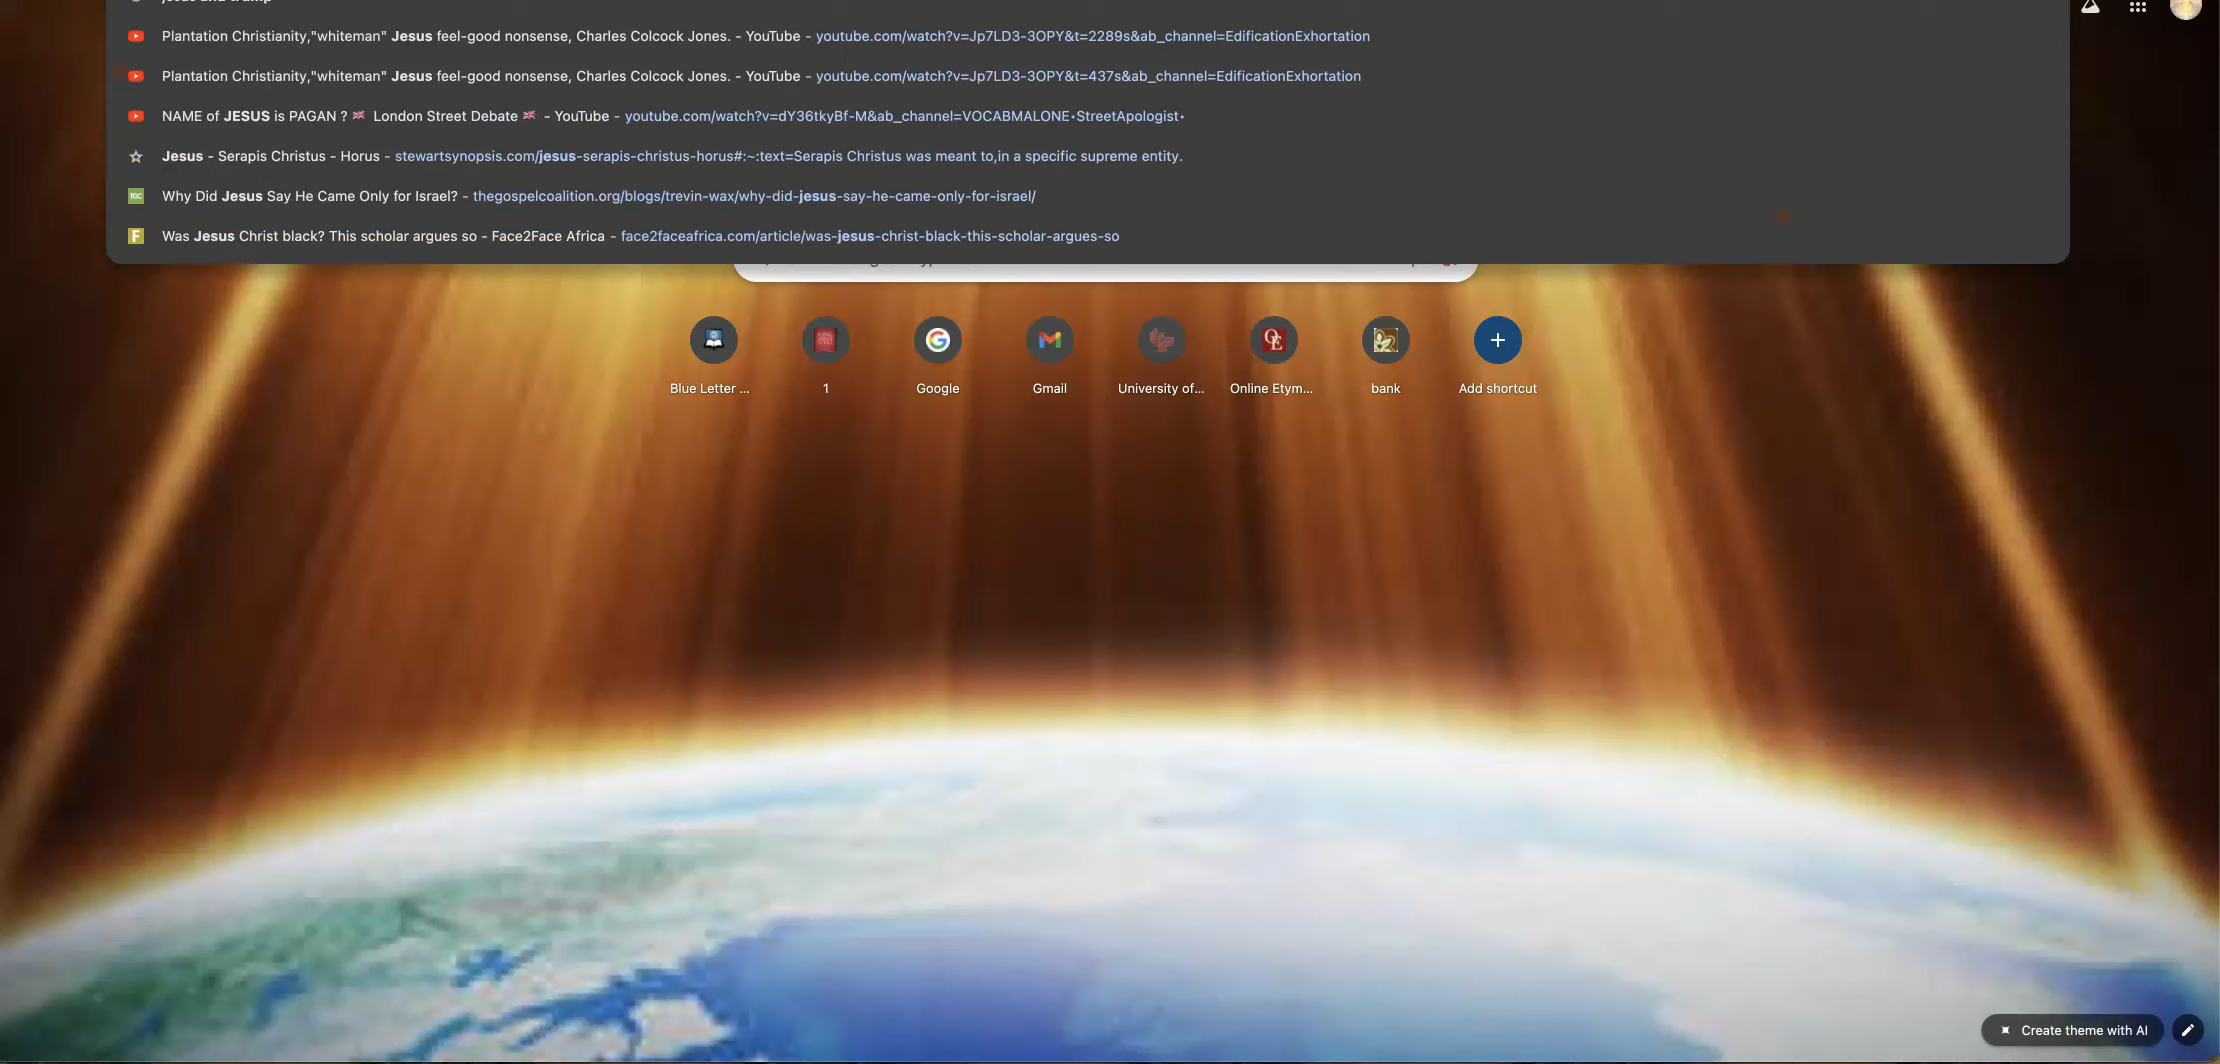 jesus and trump
Plantation Christianity,"whiteman" Jesus feel-good nonsense, Charles Colcock Jones. - YouTube - youtube.com/watch?v=Jp7LD3-3OPY&t=2289s&ab_channel=EdificationExhortation
Plantation Christianity,"whiteman" Jesus feel-good nonsense, Charles Colcock Jones. - YouTube - youtube.com/watch?v=Jp7LD3-3OPY&t=437s&ab_channel=EdificationExhortation
NAME of JESUS is PAGAN ? 🇬🇧 London Street Debate 🇬🇧 - YouTube - youtube.com/watch?v=dY36tkyBf-M&ab_channel=VOCABMALONE•StreetApologist•
Jesus - Serapis Christus - Horus - stewartsynopsis.com/jesus-serapis-christus-horus#:~:text=Serapis Christus was meant to,in a specific supreme entity.
TGC Why Did Jesus Say He Came Only for Israel? - thegospelcoalition.org/blogs/trevin-wax/why-did-jesus-say-he-came-only-for-israel/
F Was Jesus Christ black? This scholar argues so - Face2Face Africa - face2faceafrica.com/article/was-jesus-christ-black-this-scholar-argues-so
Blue Letter ... 1 Google Gmail University of... Online Etym... bank Add shortcut
Create theme with AI